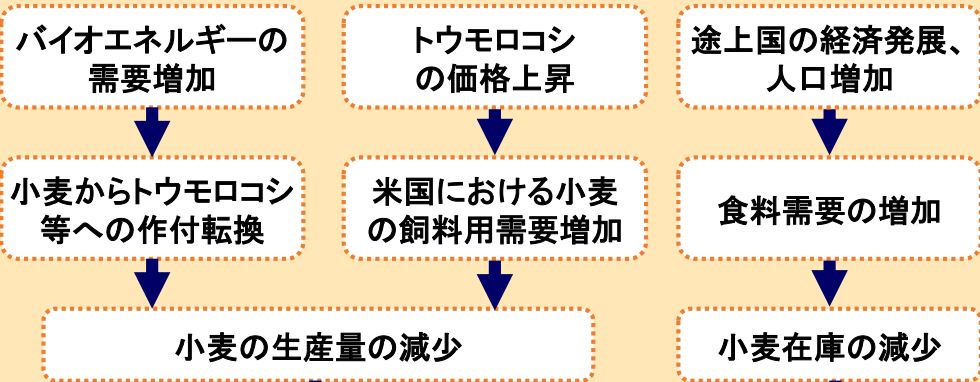 バイオエネルギーの
需要増加
トウモロコシ
の価格上昇
途上国の経済発展、
人口増加
小麦からトウモロコシ
等への作付転換
米国における小麦
の飼料用需要増加
食料需要の増加
小麦の生産量の減少
小麦在庫の減少